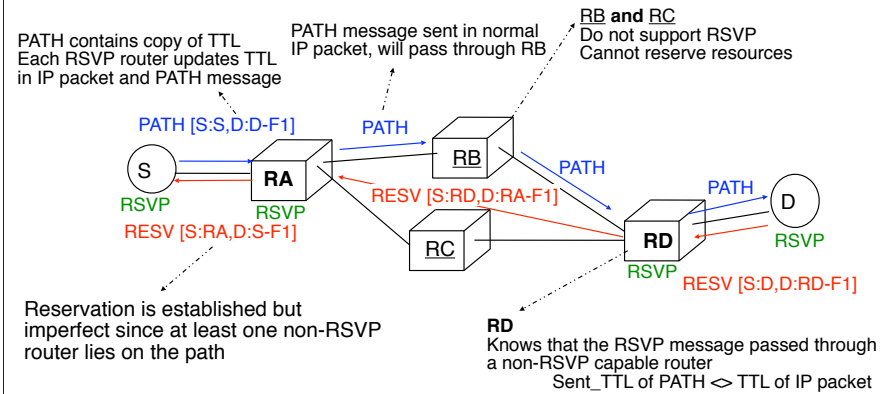 PATH contains copy of TTL
Each RSVP router updates TTL
in IP packet and PATH message
PATH message sent in normal
IP packet, will pass through RB
RB and RC
Do not support RSVP
Cannot reserve resources
PATH [S:S,D:D-F1]
PATH
S
RSVP
RA
RSVP
RB
PATH
RESV [S:RD,D:RA-F1]
RESV [S:RA,D:S-F1]
RC
RD
RSVP
PATH
D
RSVP
RESV [S:D,D:RD-F1]
Reservation is established but
imperfect since at least one non-RSVP
router lies on the path
RD
Knows that the RSVP message passed through
a non-RSVP capable router
Sent_TTL of PATH <> TTL of IP packet